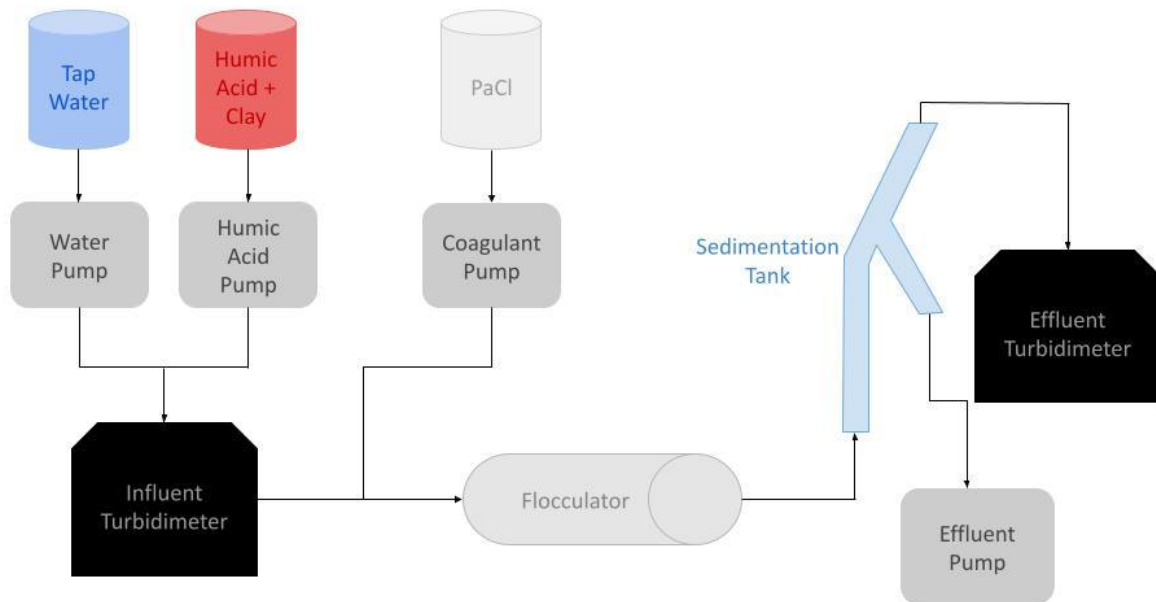 Tap
Water
Humic
Acid +
Clay
PaCl
Water
Pump
Humic
Acid
Pump
Coagulant
Pump
Sedimentation
Tank
Effluent
Turbidimeter
Influent
Turbidimeter
Flocculator
Effluent
Pump